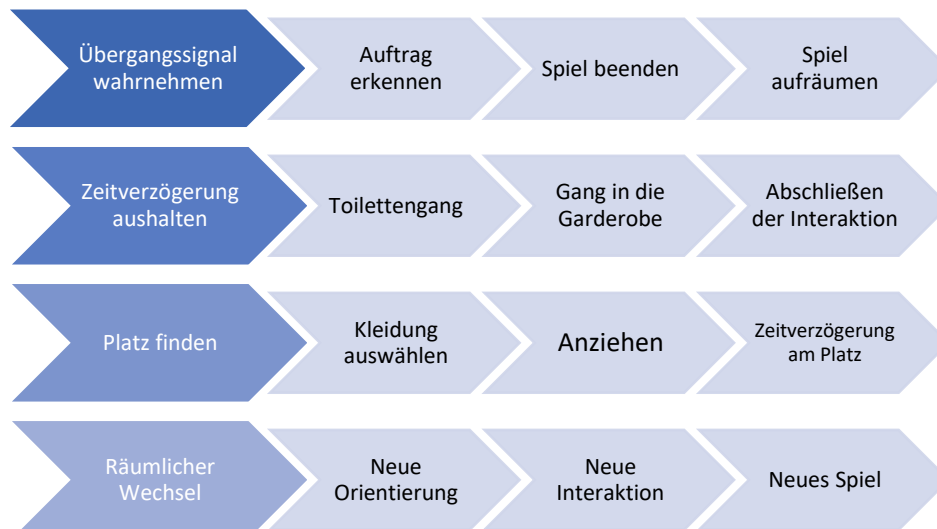 Übergangssignal
wahrnehmen
Auftrag
erkennen
Spiel beenden
Spiel
aufräumen
Zeitverzögerung
aushalten
Toilettengang
Gang in die
Garderobe
Abschließen
der Interaktion
Platz finden
Kleidung
auswählen
Anziehen
Zeitverzögerung
am Platz
Räumlicher
Wechsel
Neue
Orientierung
Neue
Interaktion
Neues Spiel